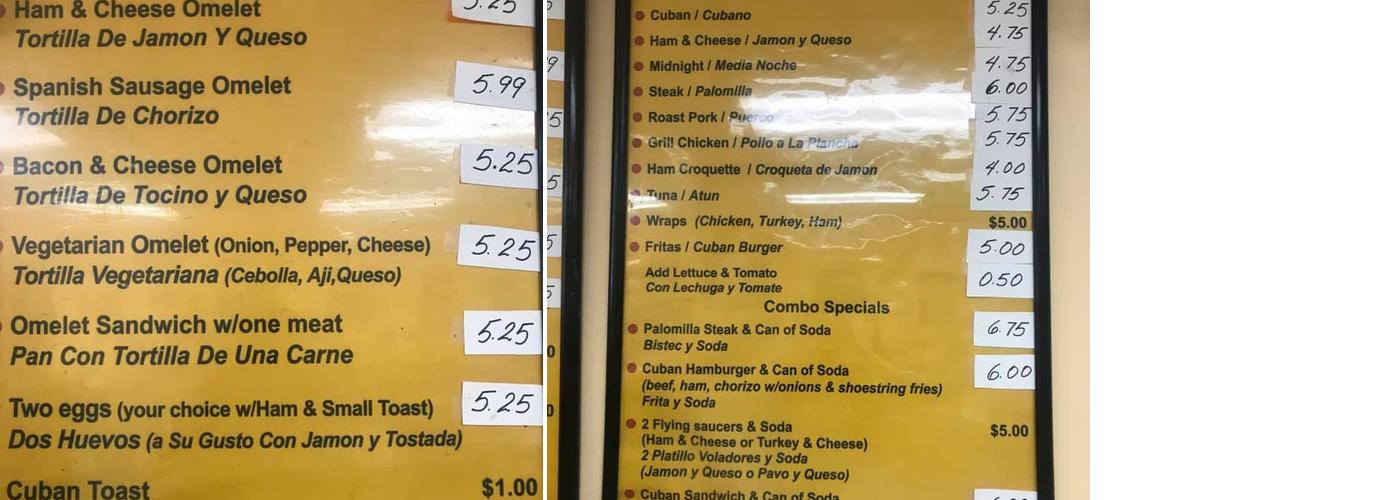 Ham & Cheese Omelet 5.25
Tortilla De Jamon Y Queso
Spanish Sausage Omelet 5.99
Tortilla De Chorizo
Bacon & Cheese Omelet 5.25
Tortilla De Tocino y Queso
Vegetarian Omelet (Onion, Pepper, Cheese) 5.25
Tortilla Vegetariana (Cebolla, Aji,Queso)
Omelet Sandwich w/one meat 5.25
Pan Con Tortilla De Una Carne
Two eggs (your choice w/Ham & Small Toast) 5.25
Dos Huevos (a Su Gusto Con Jamon y Tostada)
Cuban Toast $1.00
Cuban / Cubano 5.25
Ham & Cheese / Jamon y Queso 4.75
Midnight / Media Noche 4.75
Steak / Palomilla 6.00
Roast Pork / Puerco 5.75
Grill Chicken / Pollo a La Plancha 5.75
Ham Croquette / Croqueta de Jamon 4.00
Tuna / Atun 5.75
Wraps (Chicken, Turkey, Ham) $5.00
Fritas / Cuban Burger 5.00
Add Lettuce & Tomato 0.50
Con Lechuga y Tomate
Combo Specials
Palomilla Steak & Can of Soda 6.75
Bistec y Soda
Cuban Hamburger & Can of Soda 6.00
(beef, ham, chorizo w/onions & shoestring fries)
Frita y Soda
2 Flying saucers & Soda $5.00
(Ham & Cheese or Turkey & Cheese)
2 Platillo Voladores y Soda
(Jamon y Queso o Pavo y Queso)
Cuban Sandwich & Can of Soda